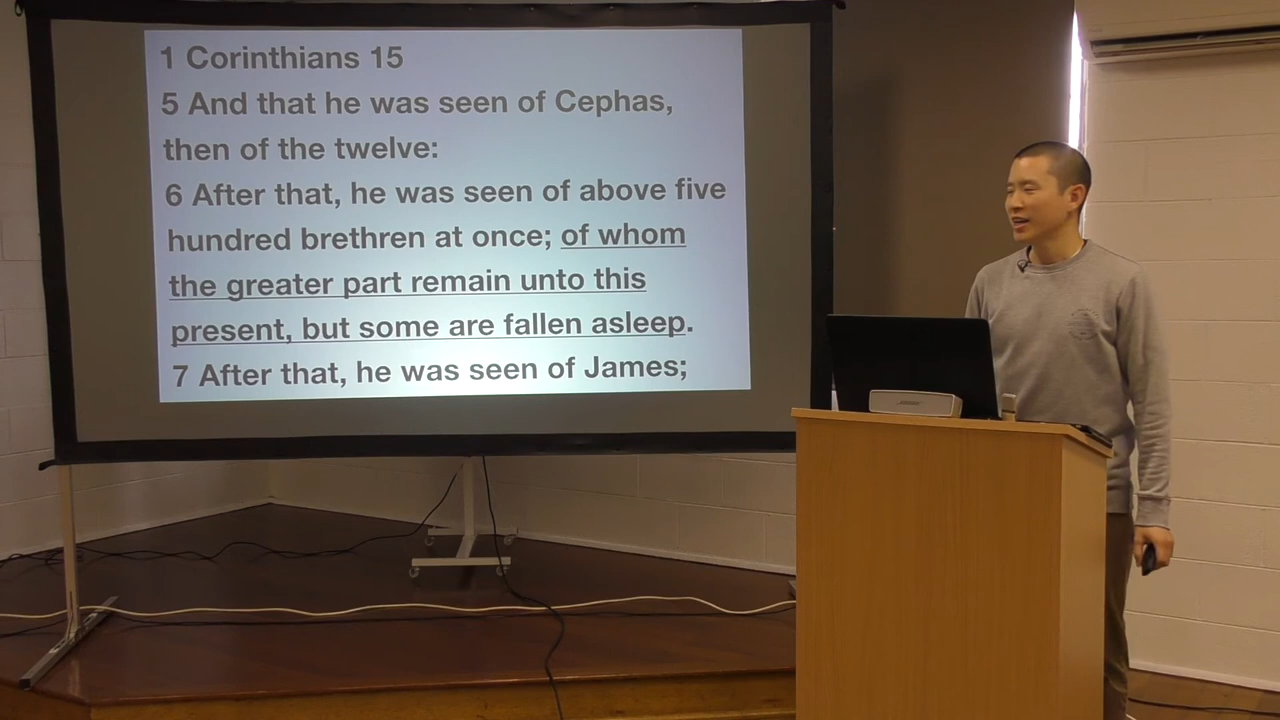 1 Corinthians 15
5 And that he was seen of Cephas,
then of the twelve:
6 After that, he was seen of above five
hundred brethren at once; of whom
the greater part remain unto this
present, but some are fallen asleep.
7 After that, he was seen of James;